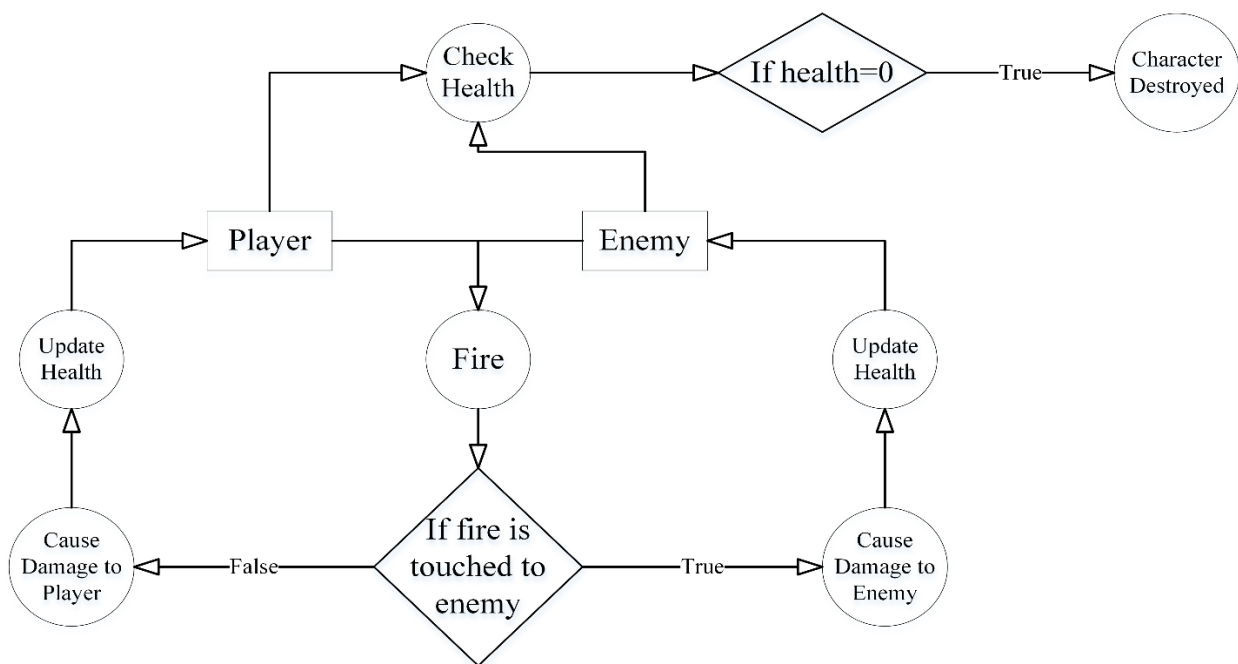 Check
Health
If health=0
True
Character
Destroyed
Player
Enemy
Update
Health
Fire
Update
Health
Cause
Damage to
Player
False
If fire is
touched to
enemy
True
Cause
Damage to
Enemy